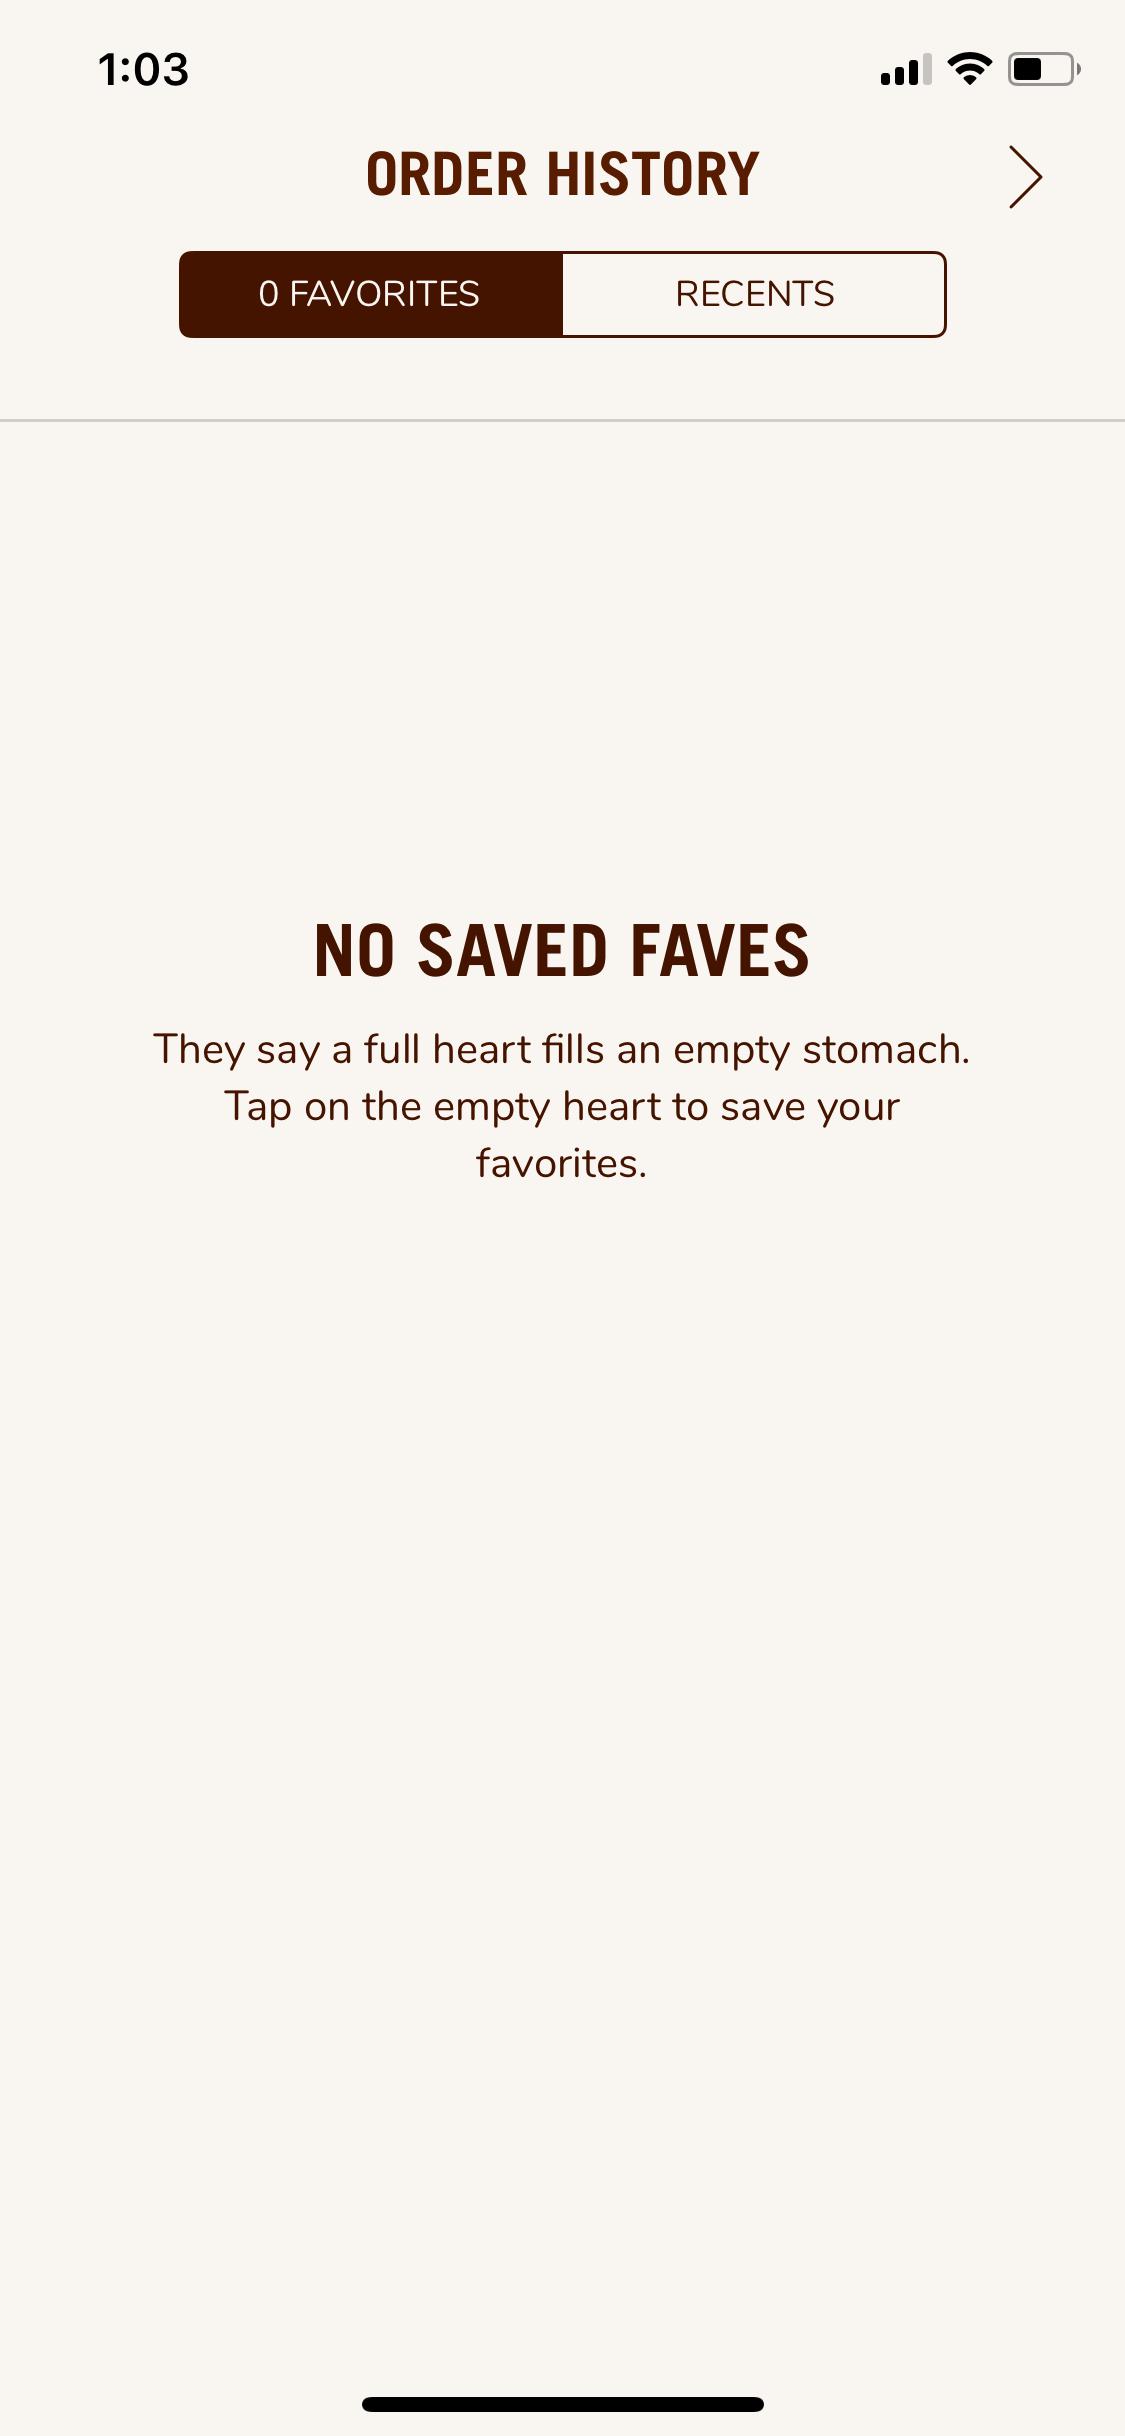 1:03
ORDER HISTORY
0 FAVORITES
RECENTS
NO SAVED FAVES
They say a full heart fills an empty stomach.
Tap on the empty heart to save your
favorites.